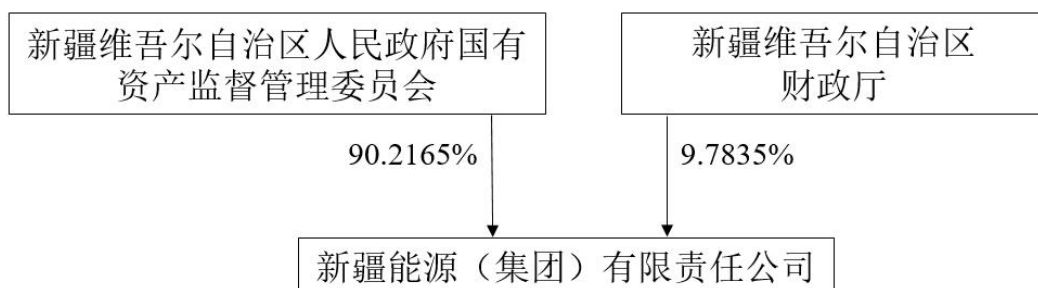 新疆维吾尔自治区人民政府国有
资产监督管理委员会
新疆维吾尔自治区
财政厅
90.2165%
9.7835%
新疆能源（集团）有限责任公司